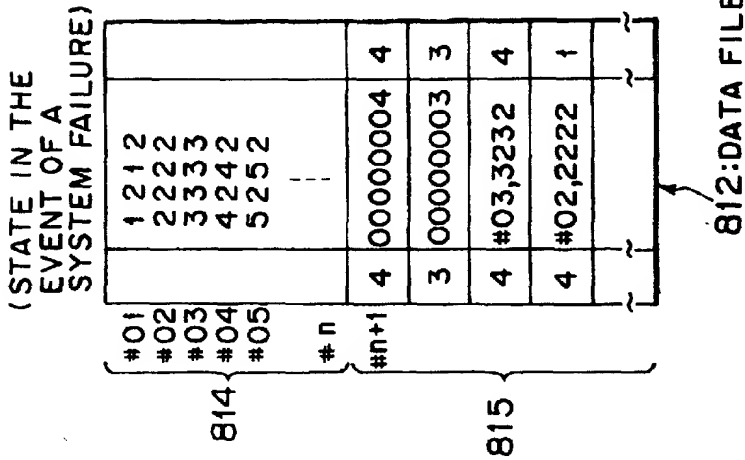 (STATE IN THE
EVENT OF A
SYSTEM FAILURE)
#01 1212
#02 2222
#03 3333
#04 4242
#05 5252
#n
814
#n+1 4 00000004 4
3 00000003 3
4 #03,3232 4
4 #02,2222 1
815
812:DATA FILE